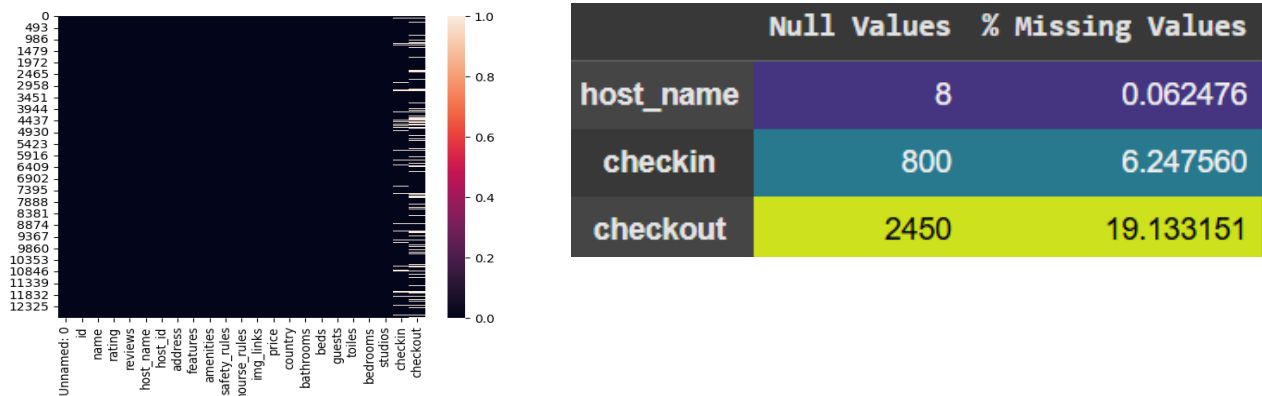 0
493
986
1479
1972
2465
2958
3451
3944
4437
4930
5423
5916
6409
6902
7395
7888
8381
8874
9367
9860
10353
10846
11339
11832
12325
Unnamed: 0
id
name
rating
reviews
host_name
host_id
address
features
amenities
safety_rules
hourse_rules
img_links
price
country
bathrooms
beds
guests
toiles
bedrooms
studios
checkin
checkout
1.0
0.8
0.6
0.4
0.2
0.0
Null Values % Missing Values
host_name 8 0.062476
checkin 800 6.247560
checkout 2450 19.133151